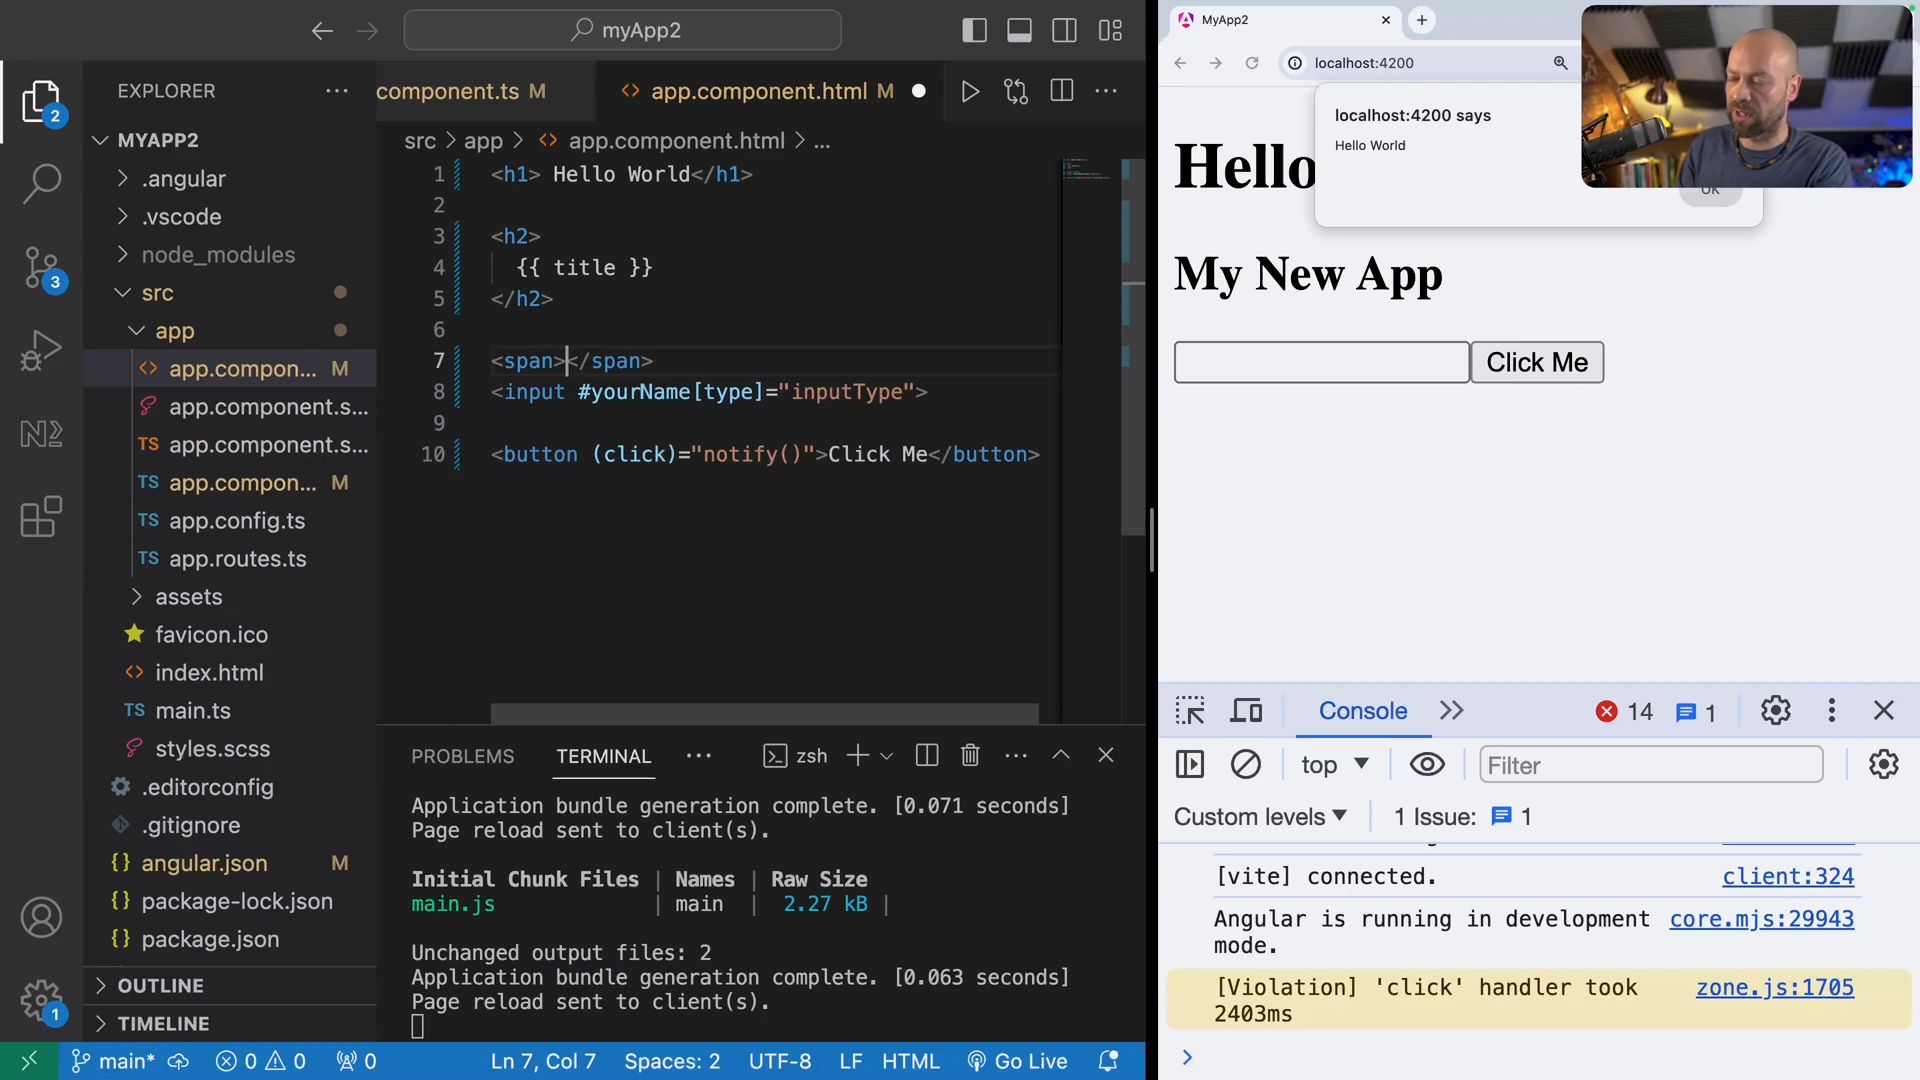 myApp2
EXPLORER
2
MYAPP2
.angular
.vscode
node_modules
3
src
app
app.compon... M
app.component.s...
app.component.s...
TS app.compon... M
TS app.config.ts
TS app.routes.ts
assets
favicon.ico
index.html
TS main.ts
styles.scss
.editorconfig
.gitignore
{} angular.json M
{} package-lock.json
{} package.json
OUTLINE
TIMELINE
1
component.ts M
<> app.component.html M
src > app > <> app.component.html > ...
1 <h1> Hello World</h1>
2
3 <h2>
4 {{ title }}
5 </h2>
6
7 <span></span>
8 <input #yourName[type]="inputType">
9
10 <button (click)="notify()">Click Me</button>
PROBLEMS TERMINAL ... zsh
Application bundle generation complete. [0.071 seconds]
Page reload sent to client(s).
Initial Chunk Files | Names | Raw Size
main.js | main | 2.27 kB |
Unchanged output files: 2
Application bundle generation complete. [0.063 seconds]
Page reload sent to client(s).
main* 0 0 0 Ln 7, Col 7 Spaces: 2 UTF-8 LF HTML Go Live
MyApp2
localhost:4200
localhost:4200 says
Hello World
OK
Hello
My New App
Click Me
Console 14 1
top Filter
Custom levels 1 Issue: 1
[vite] connected. client:324
Angular is running in development core.mjs:29943
mode.
[Violation] 'click' handler took zone.js:1705
2403ms